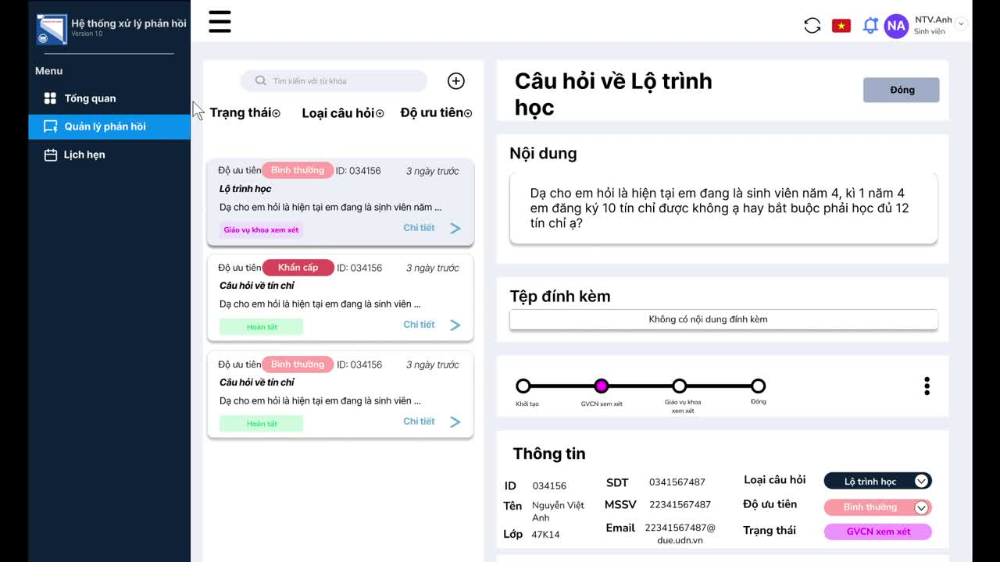 Hệ thống xử lý phản hồi
Version 1.0
Menu
Tổng quan
Quản lý phản hồi
Lịch hẹn
NA
NTV.Anh
Sinh viên
Tìm kiếm với từ khóa
Trạng thái
Loại câu hỏi
Độ ưu tiên
Độ ưu tiên Bình thường ID: 034156 3 ngày trước
Lộ trình học
Dạ cho em hỏi là hiện tại em đang là sinh viên năm ...
Giáo vụ khoa xem xét
Chi tiết
Độ ưu tiên Khẩn cấp ID: 034156 3 ngày trước
Câu hỏi về tín chỉ
Dạ cho em hỏi là hiện tại em đang là sinh viên ...
Hoàn tất
Chi tiết
Độ ưu tiên Bình thường ID: 034156 3 ngày trước
Câu hỏi về tín chỉ
Dạ cho em hỏi là hiện tại em đang là sinh viên ...
Hoàn tất
Chi tiết
Câu hỏi về Lộ trình
học
Đóng
Nội dung
Dạ cho em hỏi là hiện tại em đang là sinh viên năm 4, kì 1 năm 4
em đăng ký 10 tín chỉ được không ạ hay bắt buộc phải học đủ 12
tín chỉ ạ?
Tệp đính kèm
Không có nội dung đính kèm
Khởi tạo
GVCN xem xét
Giáo vụ khoa
xem xét
Đóng
Thông tin
ID 034156
Tên Nguyễn Việt
Anh
Lớp 47K14
SDT 0341567487
MSSV 22341567487
Email 22341567487@
due.udn.vn
Loại câu hỏi Lộ trình học
Độ ưu tiên Bình thường
Trạng thái GVCN xem xét